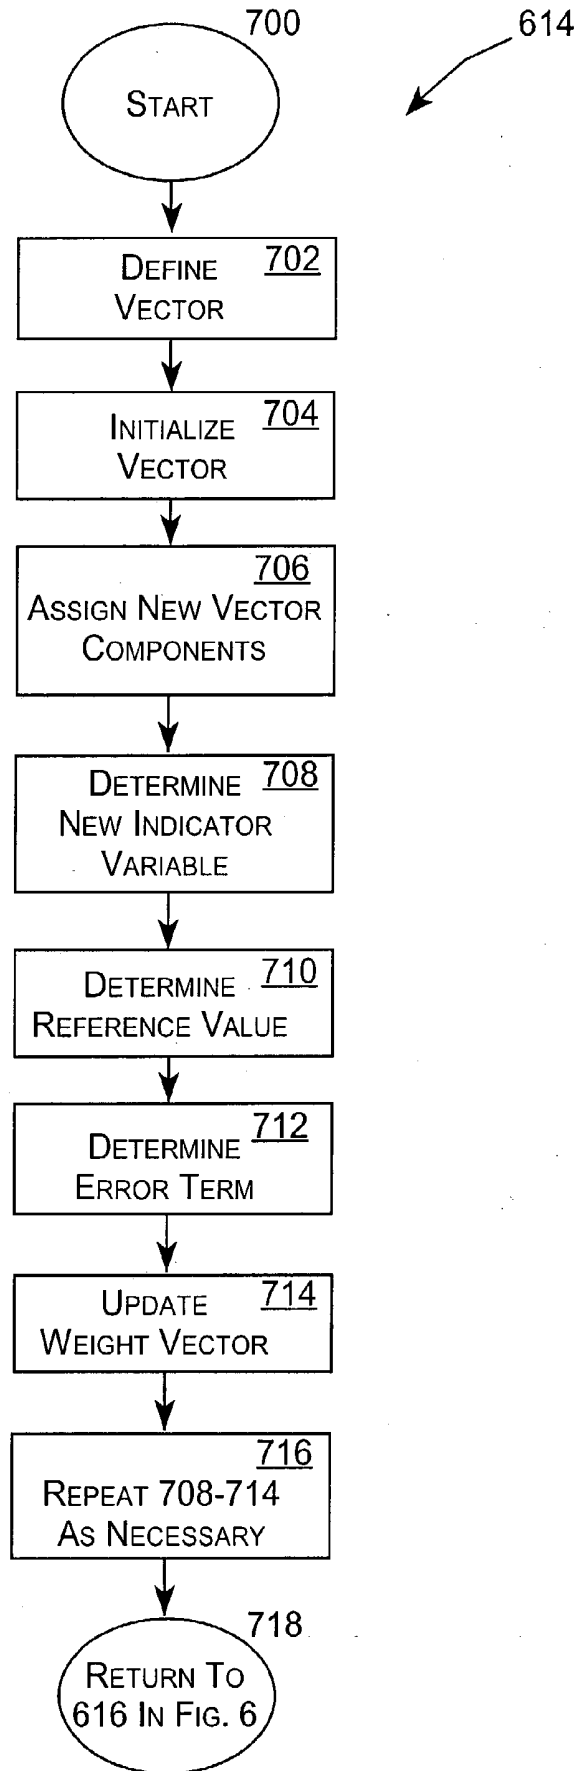 700
614
START
702
DEFINE
VECTOR
704
INITIALIZE
VECTOR
706
ASSIGN NEW VECTOR
COMPONENTS
708
DETERMINE
NEW INDICATOR
VARIABLE
710
DETERMINE
REFERENCE VALUE
712
DETERMINE
ERROR TERM
714
UPDATE
WEIGHT VECTOR
716
REPEAT 708-714
AS NECESSARY
718
RETURN TO
616 IN FIG. 6